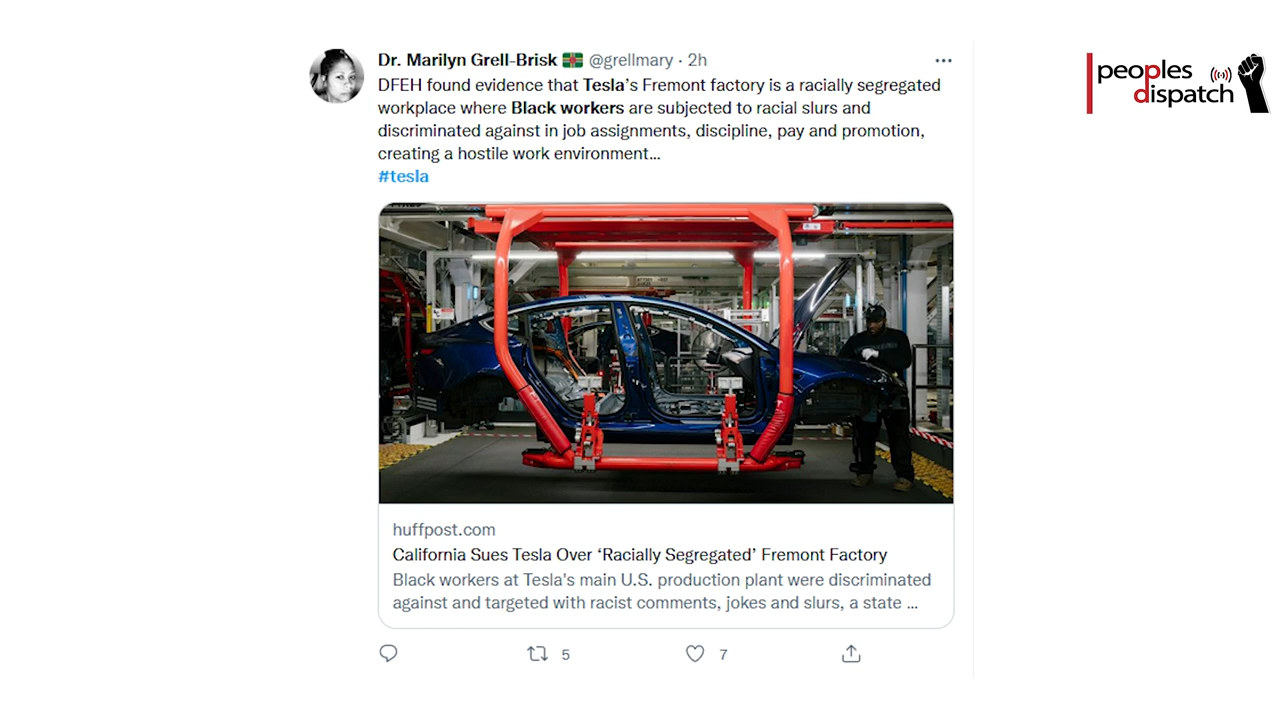 Dr. Marilyn Grell-Brisk 🇩🇲 @grellmary · 2h
DFEH found evidence that Tesla's Fremont factory is a racially segregated
workplace where Black workers are subjected to racial slurs and
discriminated against in job assignments, discipline, pay and promotion,
creating a hostile work environment...
#tesla
huffpost.com
California Sues Tesla Over ‘Racially Segregated’ Fremont Factory
Black workers at Tesla's main U.S. production plant were discriminated
against and targeted with racist comments, jokes and slurs, a state ...
5
7
peoples
dispatch